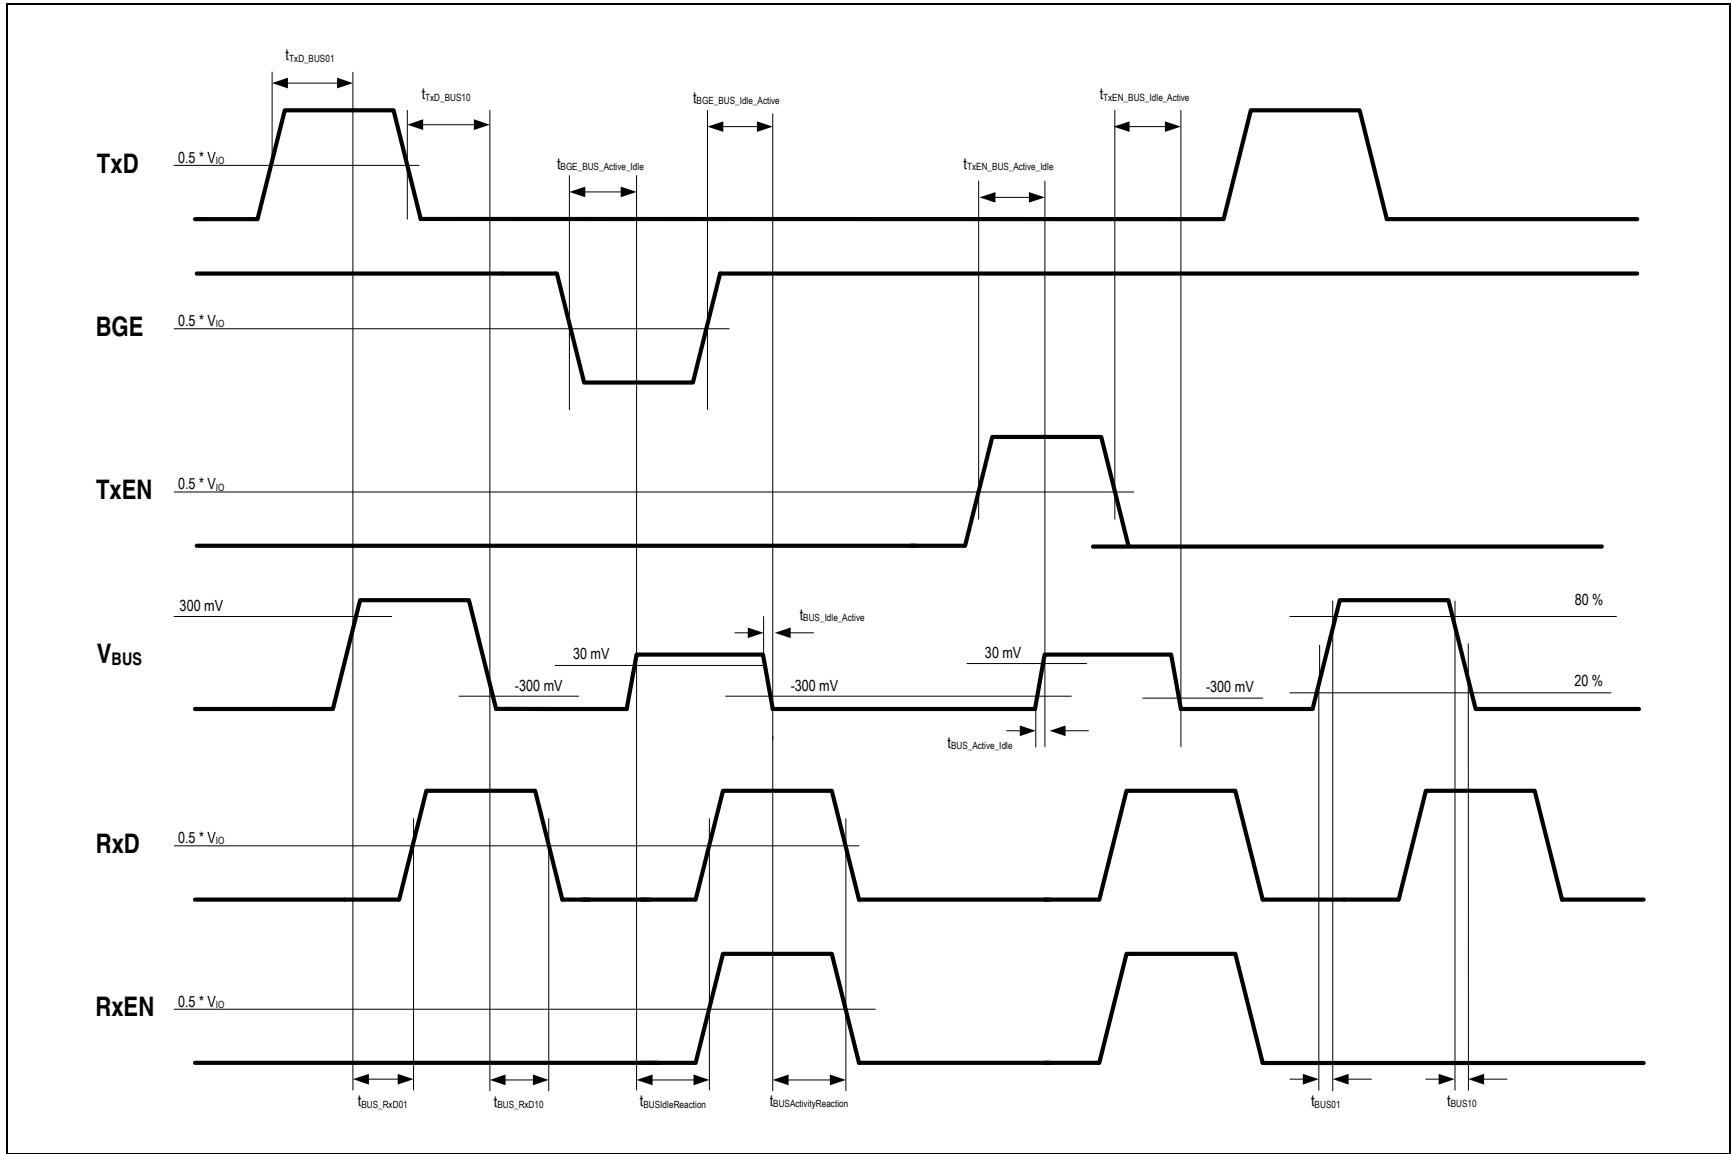 tTxD_BUS01
tTxD_BUS10
tBGE_BUS_Idle_Active
tTxEN_BUS_Idle_Active
tBGE_BUS_Active_Idle
tTxEN_BUS_Active_Idle
TxD
0.5 * VIO
BGE
0.5 * VIO
TxEN
0.5 * VIO
300 mV
80 %
tBUS_Idle_Active
VBUS
30 mV
30 mV
-300 mV
-300 mV
-300 mV
20 %
tBUS_Active_Idle
RxD
0.5 * VIO
RxEN
0.5 * VIO
tBUS_RxD01
tBUS_RxD10
tBUSIdleReaction
tBUSActivityReaction
tBUS01
tBUS10